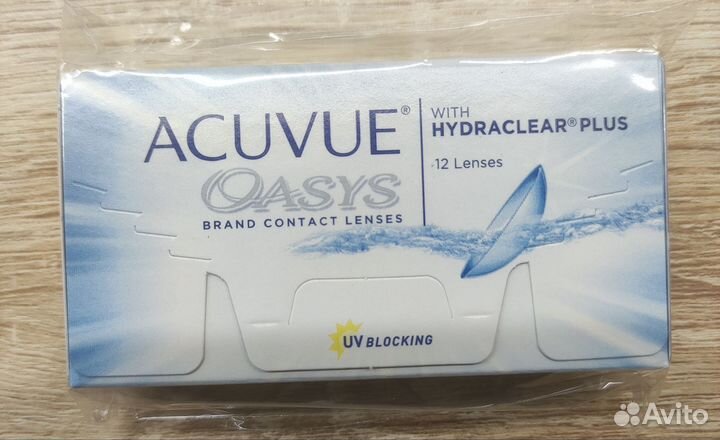 ACUVUE®
OASYS
BRAND CONTACT LENSES
WITH
HYDRACLEAR® PLUS
12 Lenses
UV BLOCKING
Avito